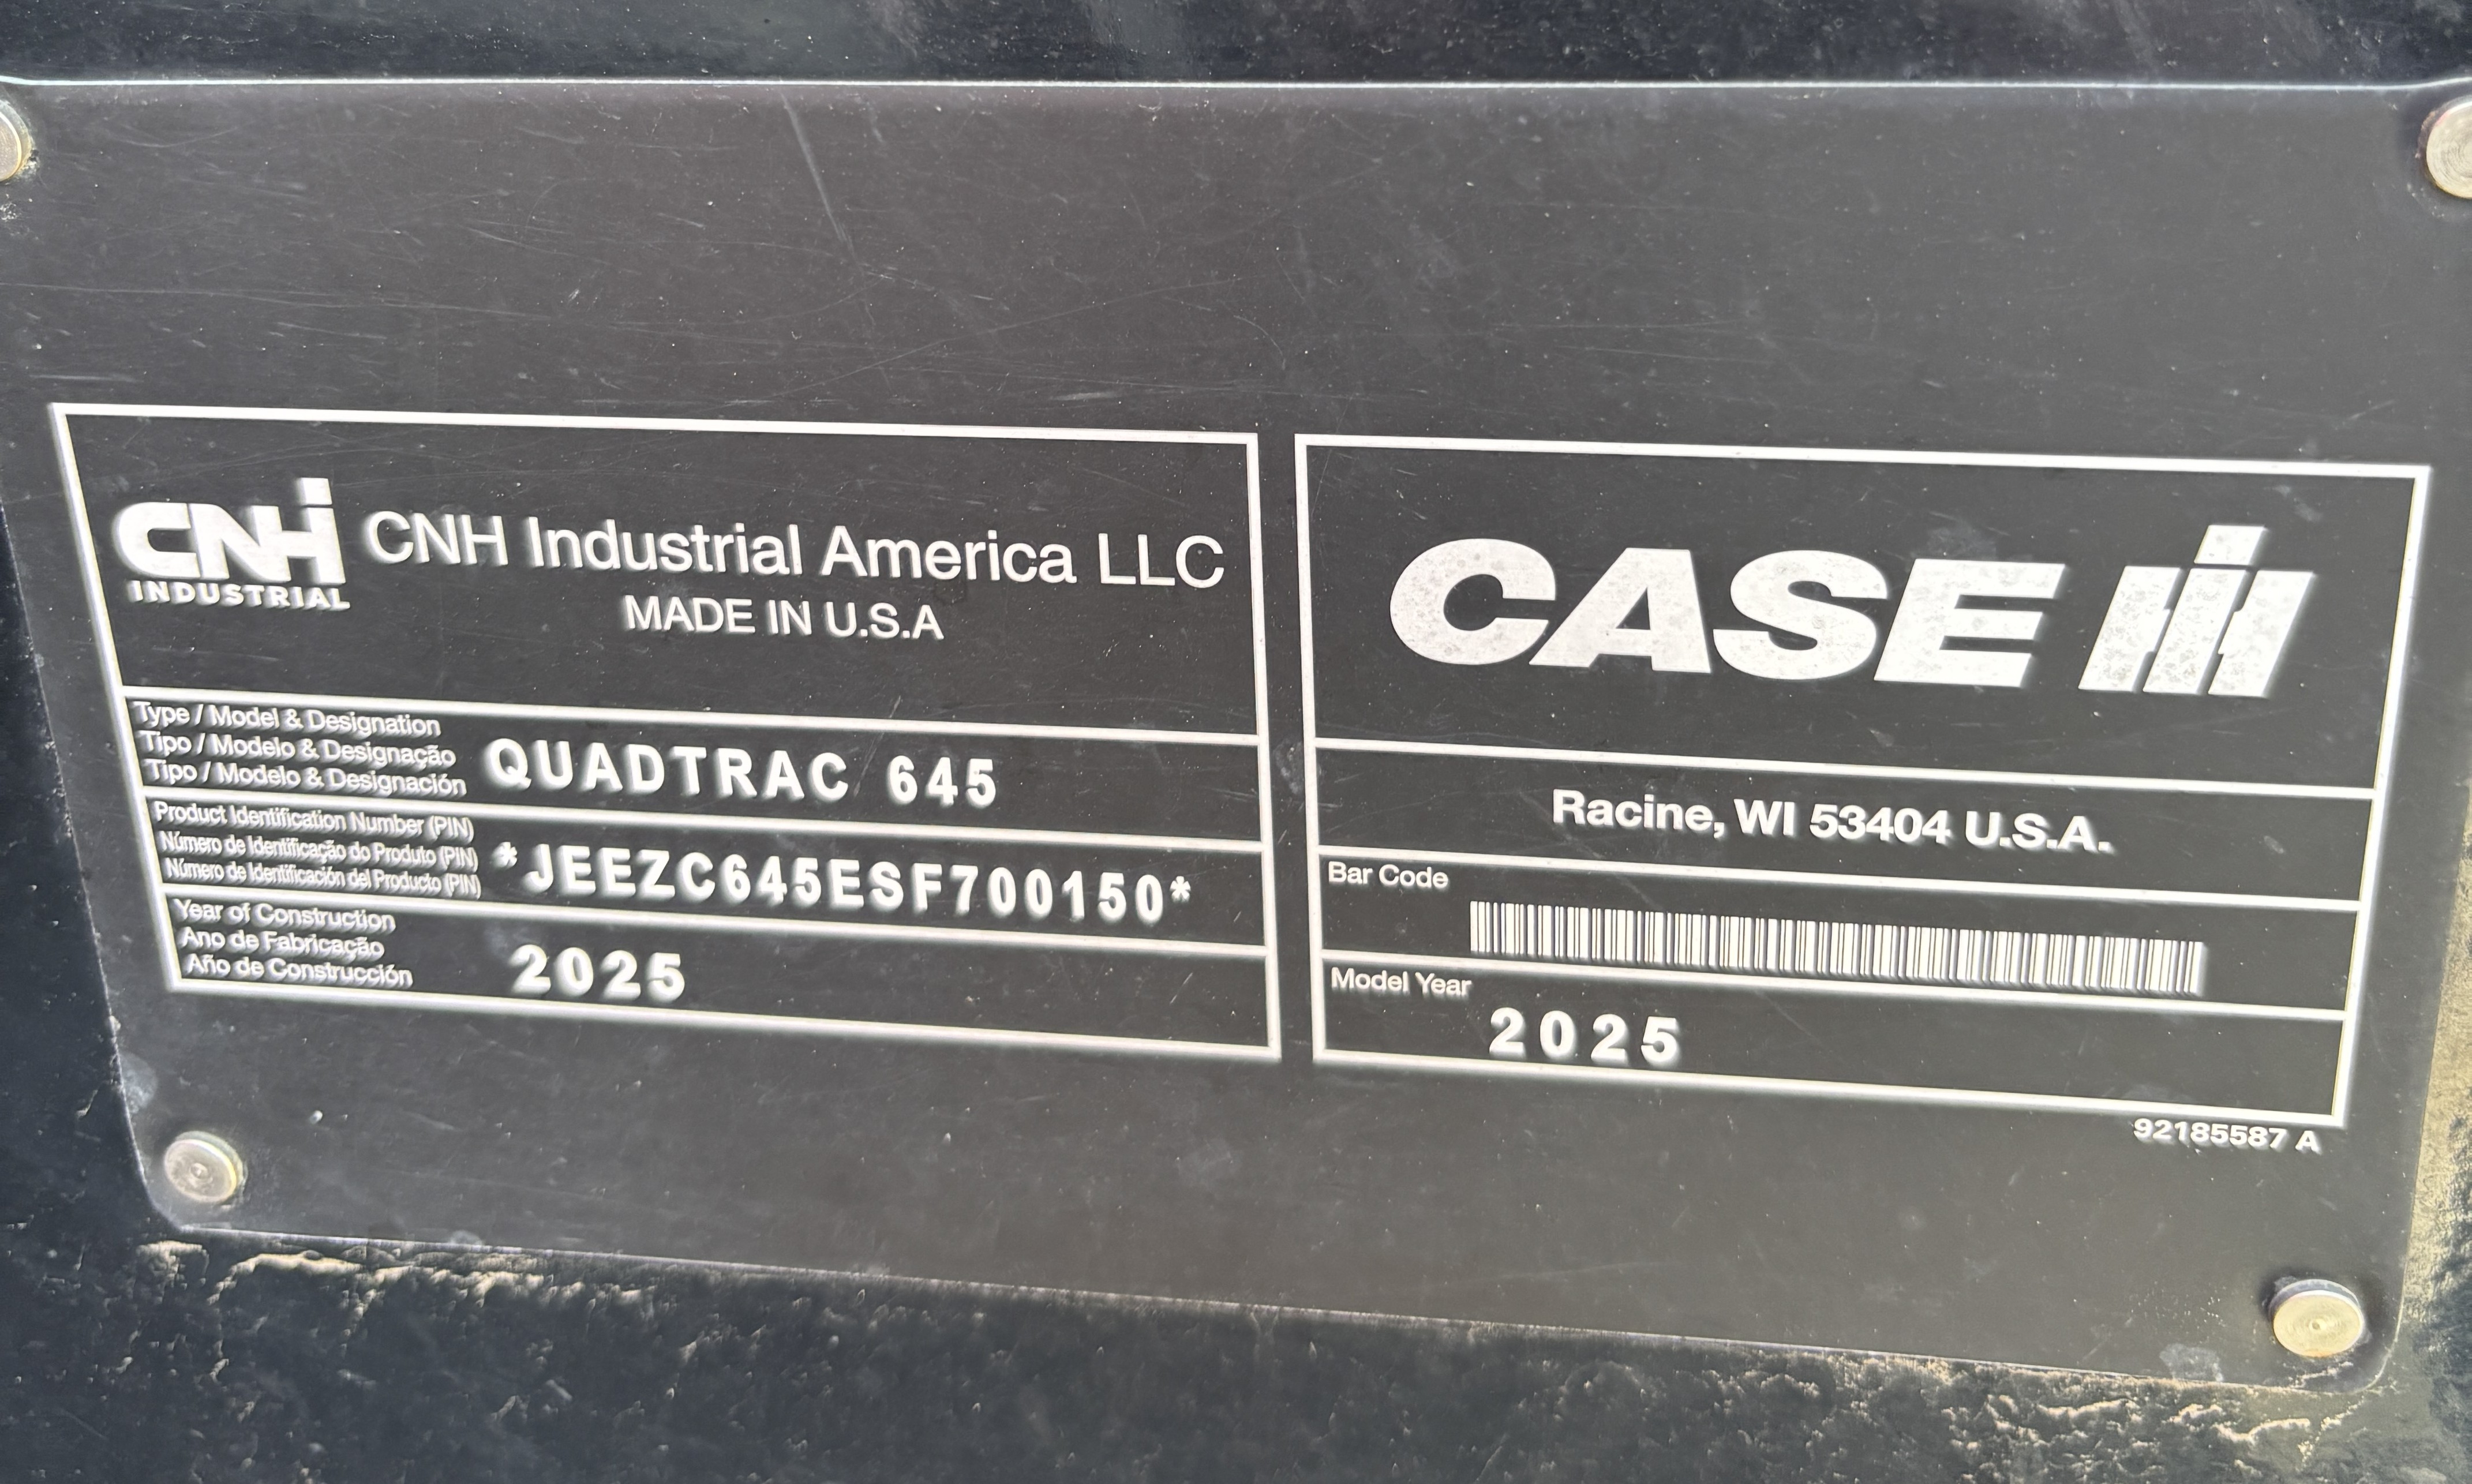 CNH INDUSTRIAL
CNH Industrial America LLC
MADE IN U.S.A
Type / Model & Designation
Tipo / Modelo & Designação
Tipo / Modelo & Designación
QUADTRAC 645
Product Identification Number (PIN)
Número de Identificação do Produto (PIN)
Número de Identificación del Producto (PIN)
*JEEZC645ESF700150*
Year of Construction
Ano de Fabricação
Año de Construcción
2025
CASE IH
Racine, WI 53404 U.S.A.
Bar Code
Model Year
2025
92185587 A